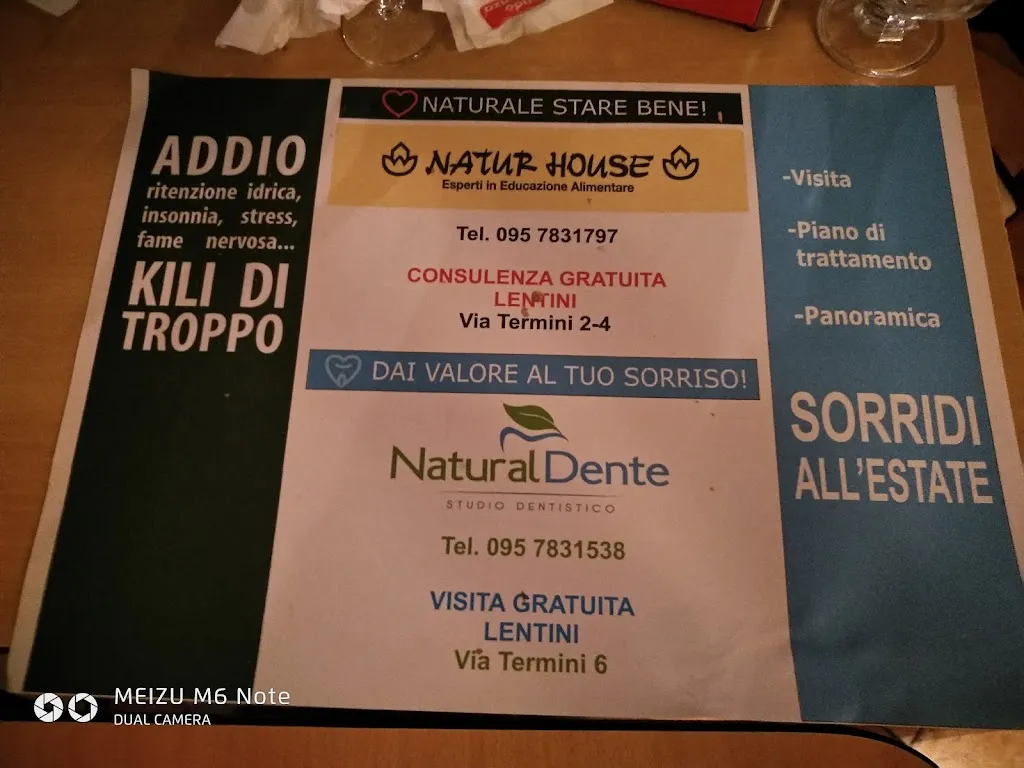 ADDIO
ritenzione idrica,
insonnia, stress,
fame nervosa...
KILI DI
TROPPO
NATURALE STARE BENE!
NATUR HOUSE
Esperti in Educazione Alimentare
Tel. 095 7831797
CONSULENZA GRATUITA
LENTINI
Via Termini 2-4
DAI VALORE AL TUO SORRISO!
NaturalDente
STUDIO DENTISTICO
Tel. 095 7831538
VISITA GRATUITA
LENTINI
Via Termini 6
-Visita
-Piano di
trattamento
-Panoramica
SORRIDI
ALL'ESTATE
MEIZU M6 Note
DUAL CAMERA